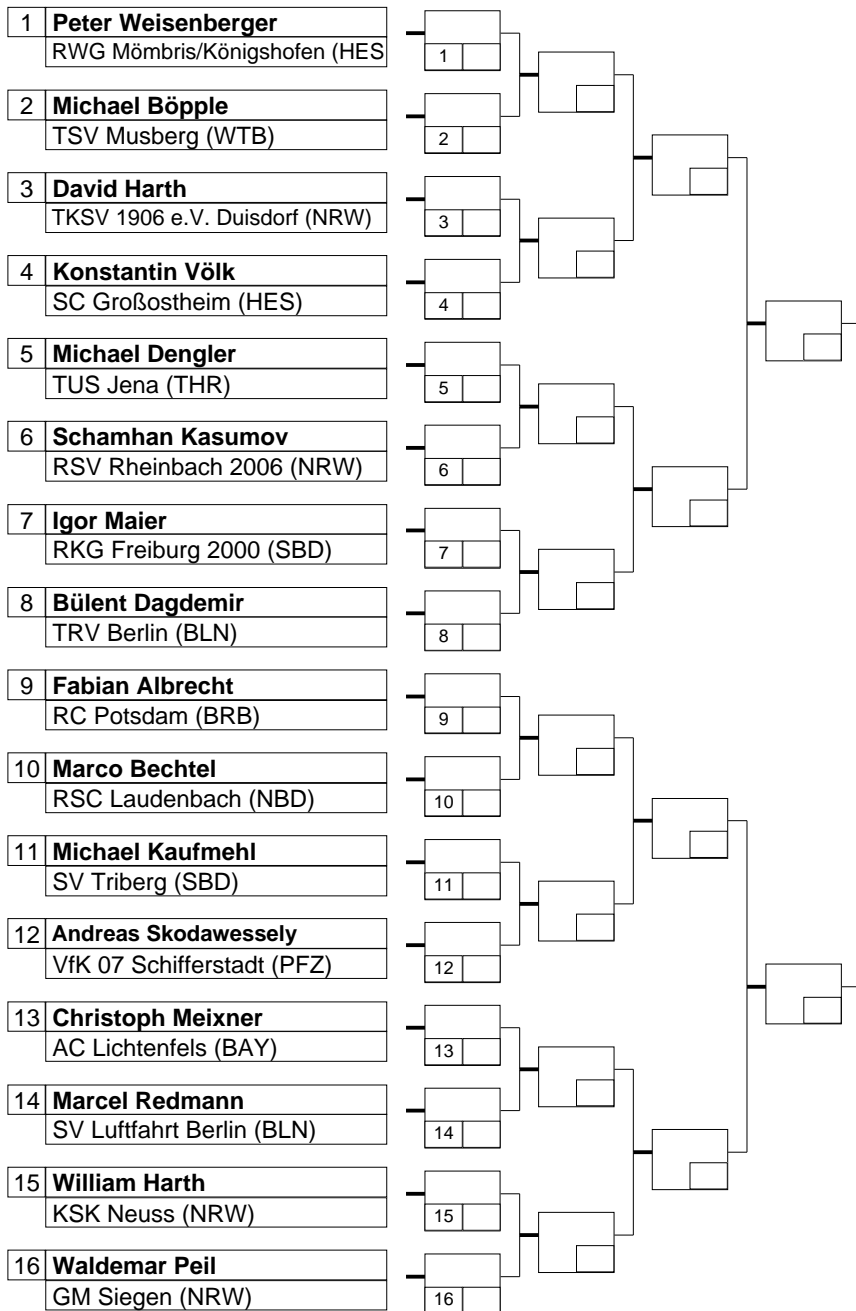 1 Peter Weisenberger
RWG Mömbris/Königshofen (HES
1
2 Michael Böpple
TSV Musberg (WTB)
2
3 David Harth
TKSV 1906 e.V. Duisdorf (NRW)
3
4 Konstantin Völk
SC Großostheim (HES)
4
5 Michael Dengler
TUS Jena (THR)
5
6 Schamhan Kasumov
RSV Rheinbach 2006 (NRW)
6
7 Igor Maier
RKG Freiburg 2000 (SBD)
7
8 Bülent Dagdemir
TRV Berlin (BLN)
8
9 Fabian Albrecht
RC Potsdam (BRB)
9
10 Marco Bechtel
RSC Laudenbach (NBD)
10
11 Michael Kaufmehl
SV Triberg (SBD)
11
12 Andreas Skodawessely
VfK 07 Schifferstadt (PFZ)
12
13 Christoph Meixner
AC Lichtenfels (BAY)
13
14 Marcel Redmann
SV Luftfahrt Berlin (BLN)
14
15 William Harth
KSK Neuss (NRW)
15
16 Waldemar Peil
GM Siegen (NRW)
16